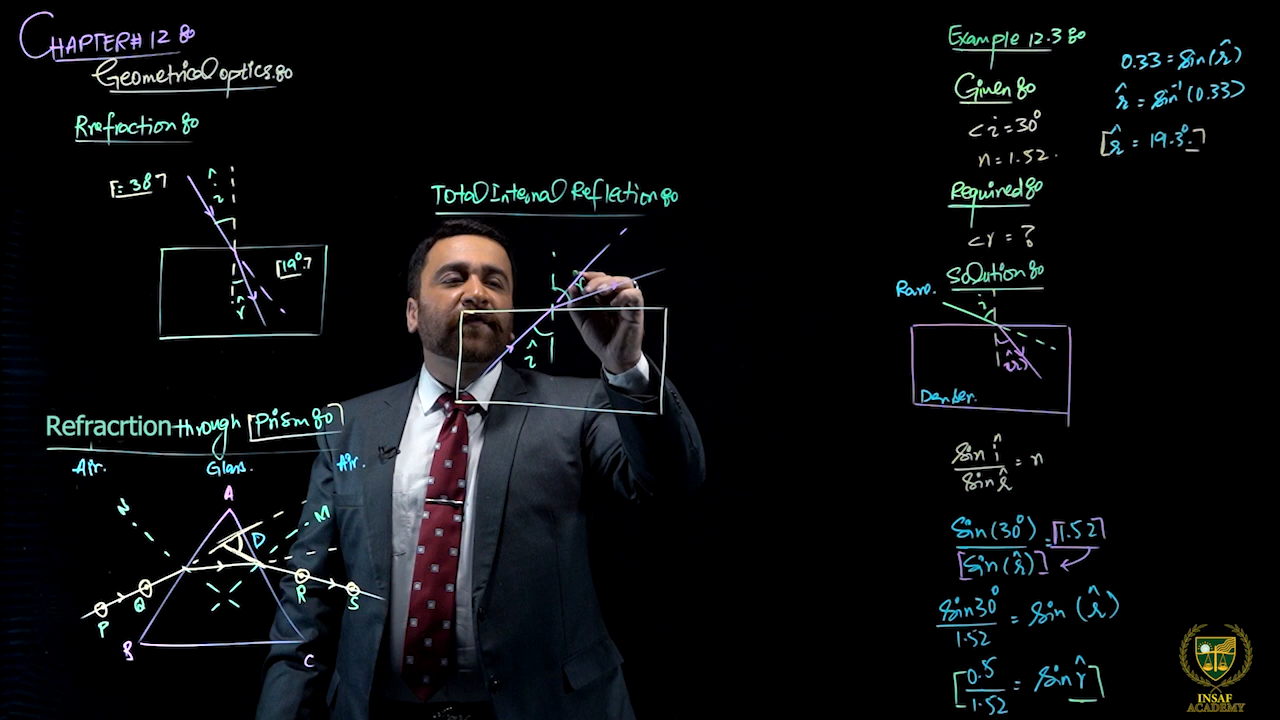 CHAPTER# 12 :o
Geometrical optics :o
Rrefraction :o
[= 38°]
î
[19°.]
r̂
Refracrtion through [Prism :o]
Air.
Glass.
Air.
A
N
M
D
P
Q
R
S
B
C
Total Internal Reflection :o
î
r
Example 12.3 :o
Given :o
<i = 30°
n = 1.52.
Required :o
<r = ?
Solution :o
Rare.
î
(r̂)
Denser.
sin î / sin r̂ = n
Sin(30°) / [Sin(r̂)] = [1.52]
sin30° / 1.52 = sin (r̂)
[0.5 / 1.52 = sin r̂]
0.33 = sin(r̂)
r̂ = sin⁻¹(0.33)
[r̂ = 19.3°.]
INSAF
ACADEMY